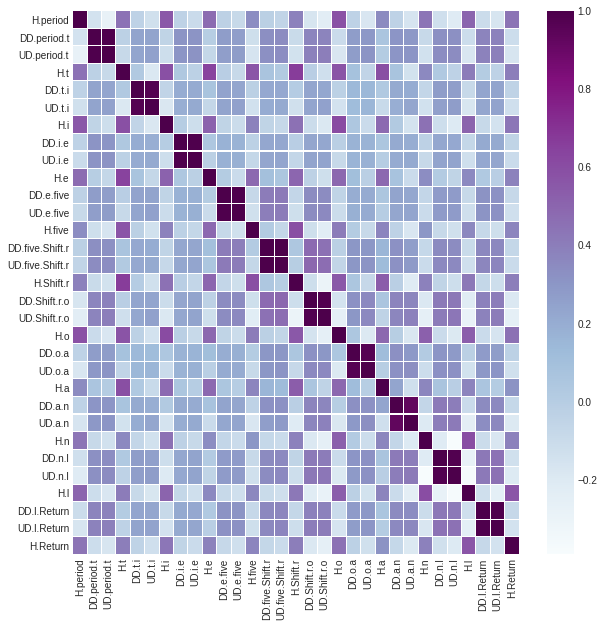 H.period
DD.period.t
UD.period.t
H.t
DD.t.i
UD.t.i
H.i
DD.i.e
UD.i.e
H.e
DD.e.five
UD.e.five
H.five
DD.five.Shift.r
UD.five.Shift.r
H.Shift.r
DD.Shift.r.o
UD.Shift.r.o
H.o
DD.o.a
UD.o.a
H.a
DD.a.n
UD.a.n
H.n
DD.n.l
UD.n.l
H.l
DD.l.Return
UD.l.Return
H.Return
H.period
DD.period.t
UD.period.t
H.t
DD.t.i
UD.t.i
H.i
DD.i.e
UD.i.e
H.e
DD.e.five
UD.e.five
H.five
DD.five.Shift.r
UD.five.Shift.r
H.Shift.r
DD.Shift.r.o
UD.Shift.r.o
H.o
DD.o.a
UD.o.a
H.a
DD.a.n
UD.a.n
H.n
DD.n.l
UD.n.l
H.l
DD.l.Return
UD.l.Return
H.Return
1.0
0.8
0.6
0.4
0.2
0.0
−0.2